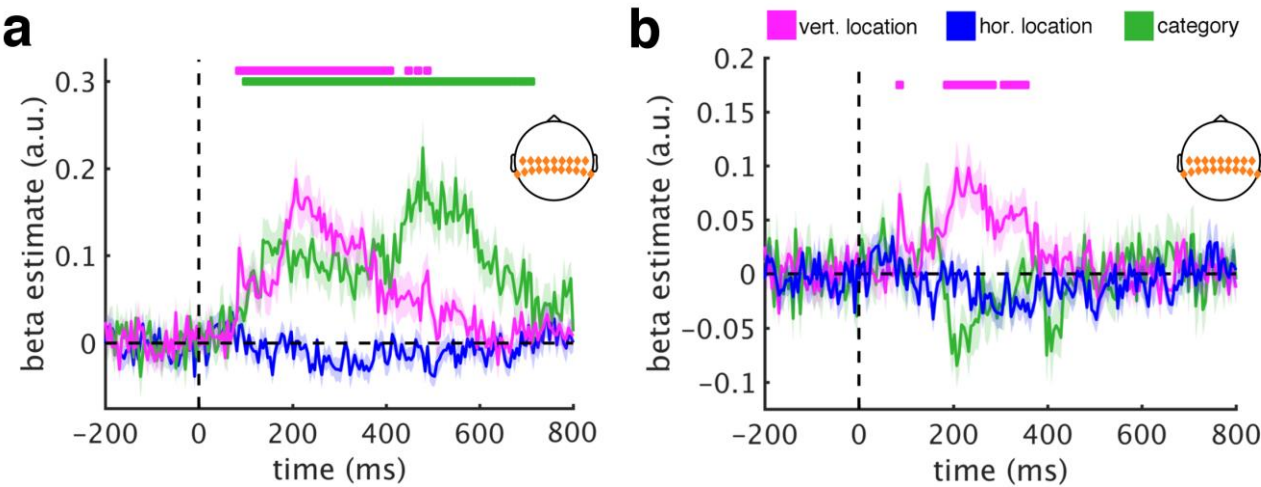 a
0.3
0.2
0.1
0
beta estimate (a.u.)
−200 0 200 400 600 800
time (ms)
b
vert. location hor. location category
0.2
0.15
0.1
0.05
0
−0.05
−0.1
beta estimate (a.u.)
−200 0 200 400 600 800
time (ms)